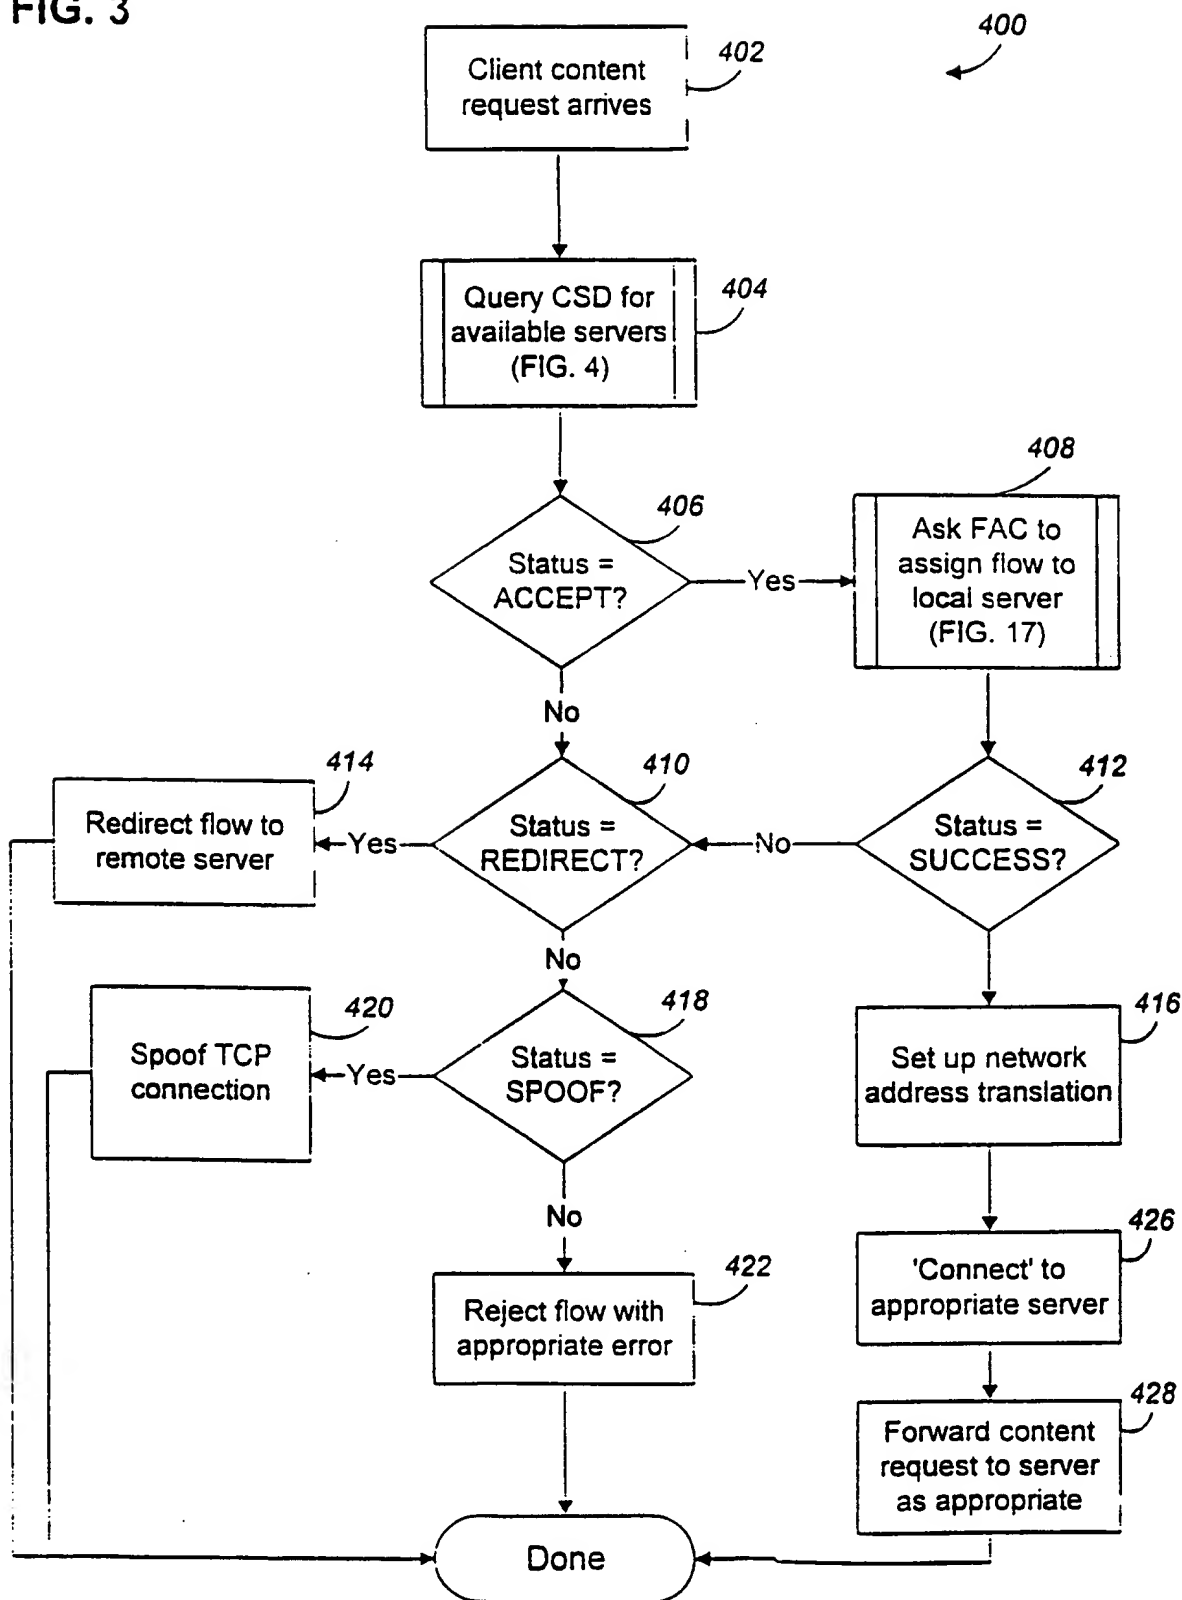 FIG. 3
400
Client content
request arrives
402
Query CSD for
available servers
(FIG. 4)
404
Status =
ACCEPT?
406
Yes
Ask FAC to
assign flow to
local server
(FIG. 17)
408
No
Redirect flow to
remote server
414
Yes
Status =
REDIRECT?
410
No
Status =
SUCCESS?
412
No
Spoof TCP
connection
420
Yes
Status =
SPOOF?
418
Set up network
address translation
416
No
Reject flow with
appropriate error
422
'Connect' to
appropriate server
426
Forward content
request to server
as appropriate
428
Done